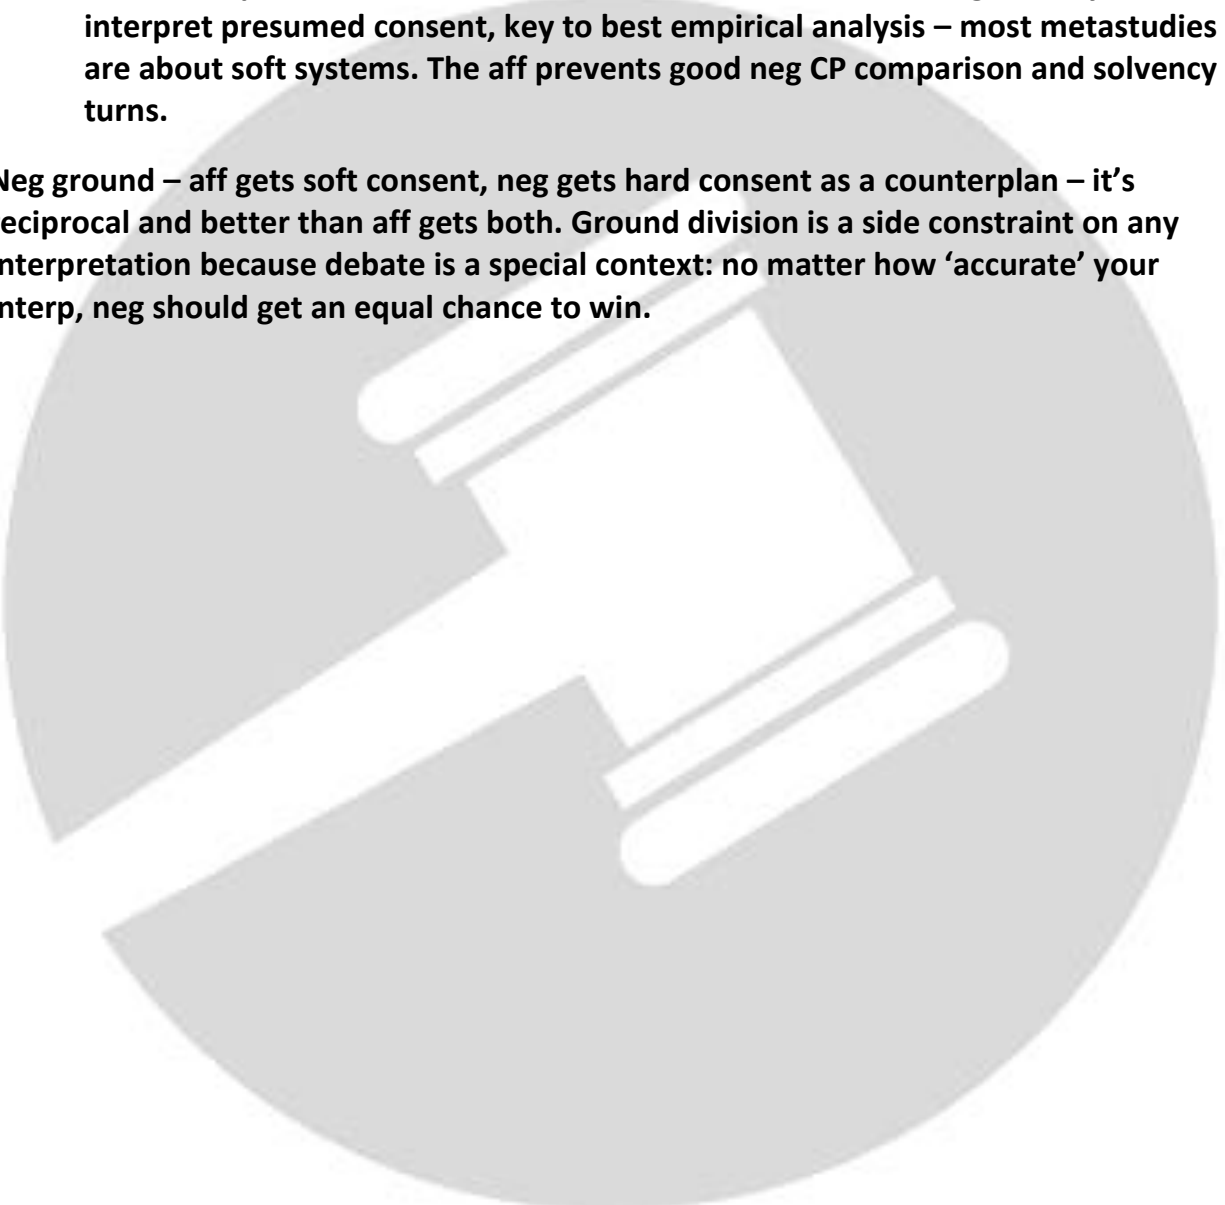 interpret presumed consent, key to best empirical analysis – most metastudies
are about soft systems. The aff prevents good neg CP comparison and solvency
turns.
Neg ground – aff gets soft consent, neg gets hard consent as a counterplan – it’s
reciprocal and better than aff gets both. Ground division is a side constraint on any
nterpretation because debate is a special context: no matter how ‘accurate’ your
nterp, neg should get an equal chance to win.